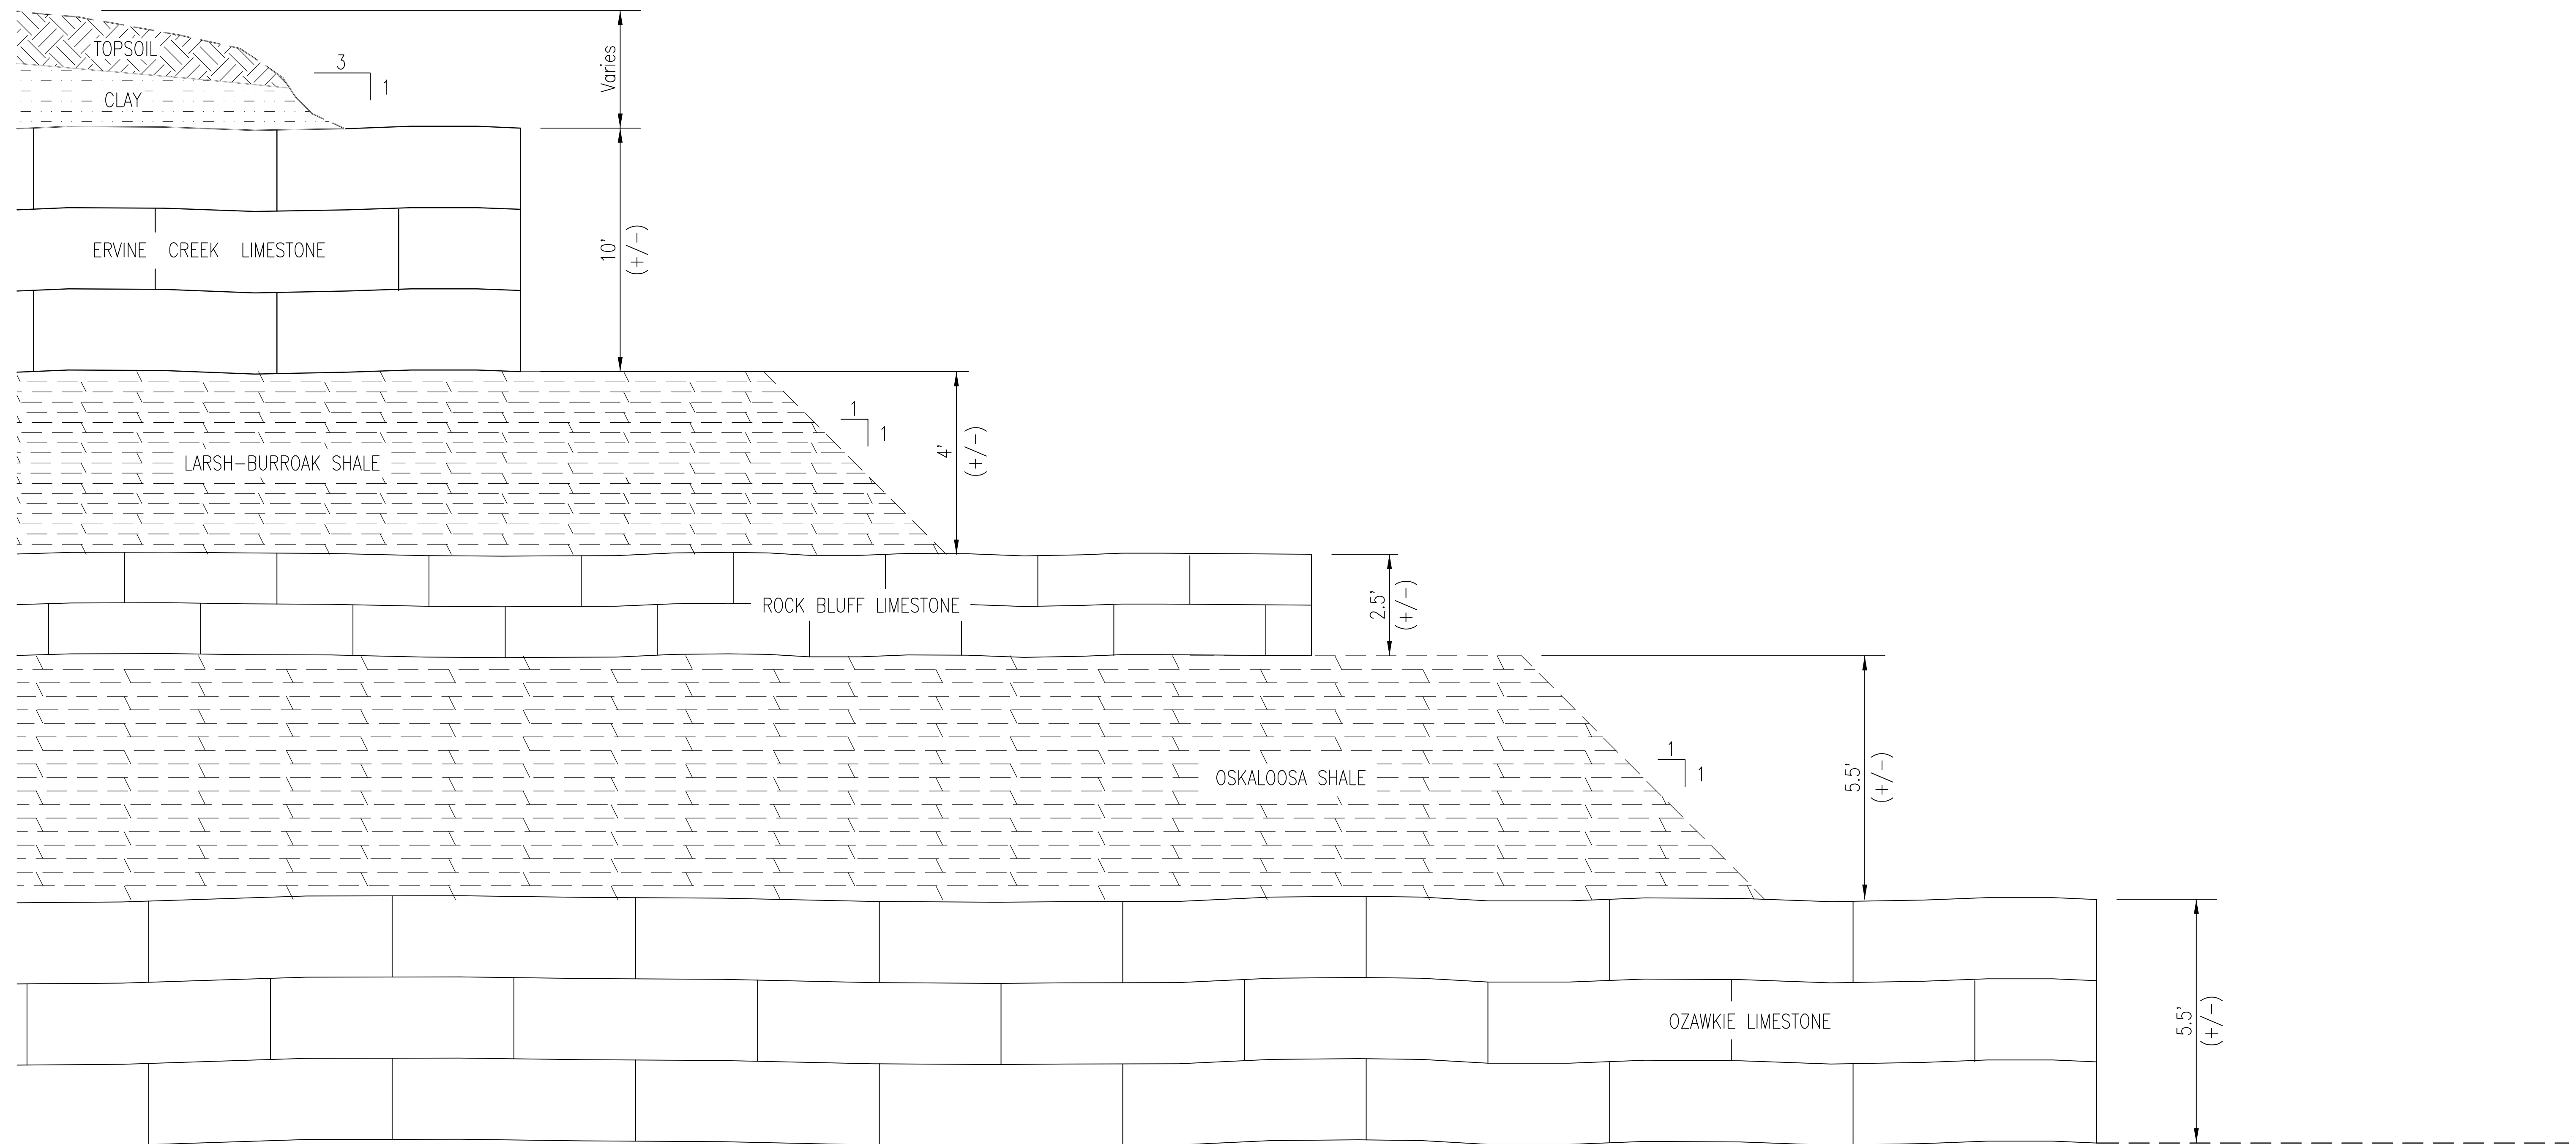 TOPSOIL
3
1
Varies
CLAY
ERVINE CREEK LIMESTONE
10'
(+/-)
1
1
4'
(+/-)
LARSH-BURROAK SHALE
ROCK BLUFF LIMESTONE
2.5'
(+/-)
1
1
OSKALOOSA SHALE
5.5'
(+/-)
OZAWKIE LIMESTONE
5.5'
(+/-)